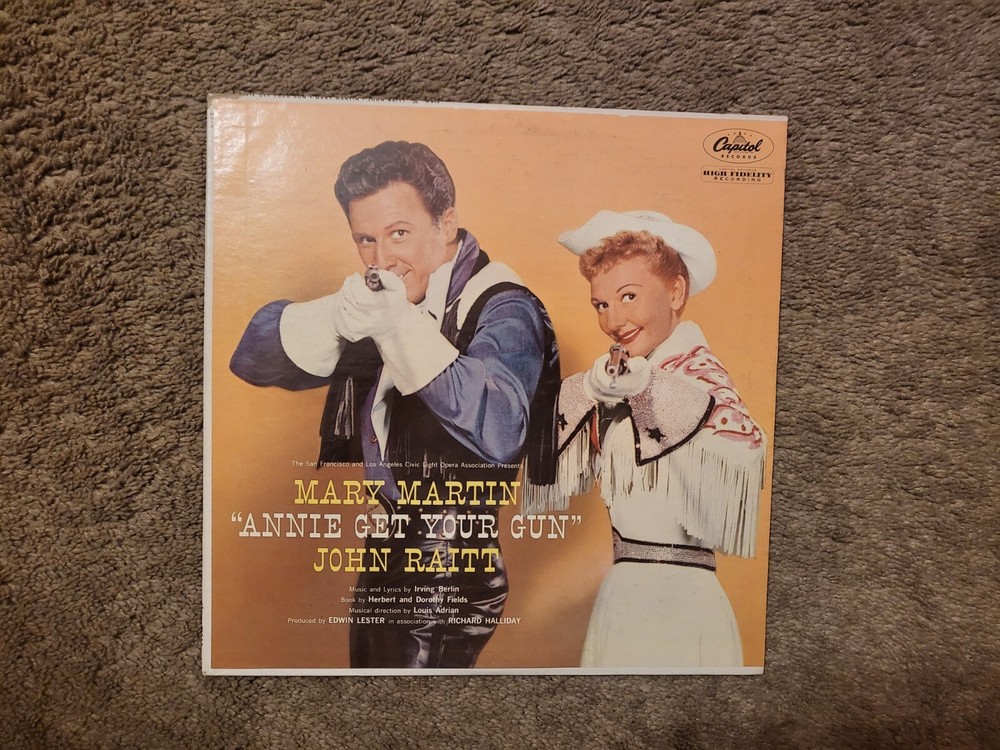 Capitol
RECORDS
HIGH FIDELITY
RECORDING
The San Francisco and Los Angeles Civic Light Opera Association Presents
MARY MARTIN
“ANNIE GET YOUR GUN”
JOHN RAITT
Music and Lyrics by Irving Berlin
Book by Herbert and Dorothy Fields
Musical direction by Louis Adrian
Produced by EDWIN LESTER in association with RICHARD HALLIDAY